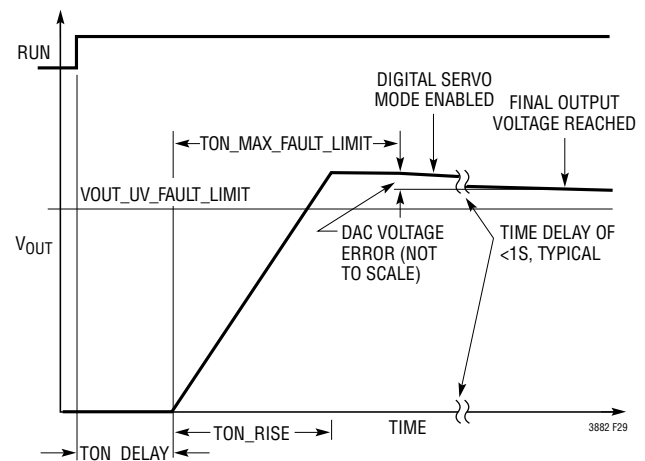 RUN
DIGITAL SERVO
MODE ENABLED
FINAL OUTPUT
VOLTAGE REACHED
TON_MAX_FAULT_LIMIT
VOUT_UV_FAULT_LIMIT
VOUT
DAC VOLTAGE
ERROR (NOT
TO SCALE)
TIME DELAY OF
<1S, TYPICAL
TON_RISE
TIME
3882 F29
TON_DELAY